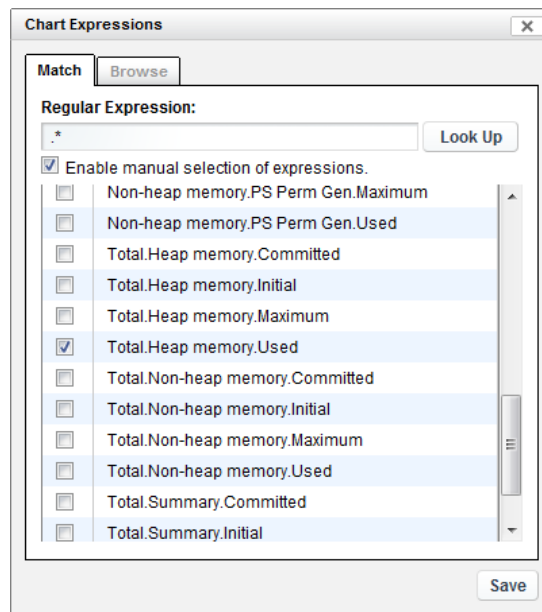 Chart Expressions
Match
Browse
Regular Expression:
.*
Look Up
Enable manual selection of expressions.
Non-heap memory.PS Perm Gen.Maximum
Non-heap memory.PS Perm Gen.Used
Total.Heap memory.Committed
Total.Heap memory.Initial
Total.Heap memory.Maximum
Total.Heap memory.Used
Total.Non-heap memory.Committed
Total.Non-heap memory.Initial
Total.Non-heap memory.Maximum
Total.Non-heap memory.Used
Total.Summary.Committed
Total.Summary.Initial
Save